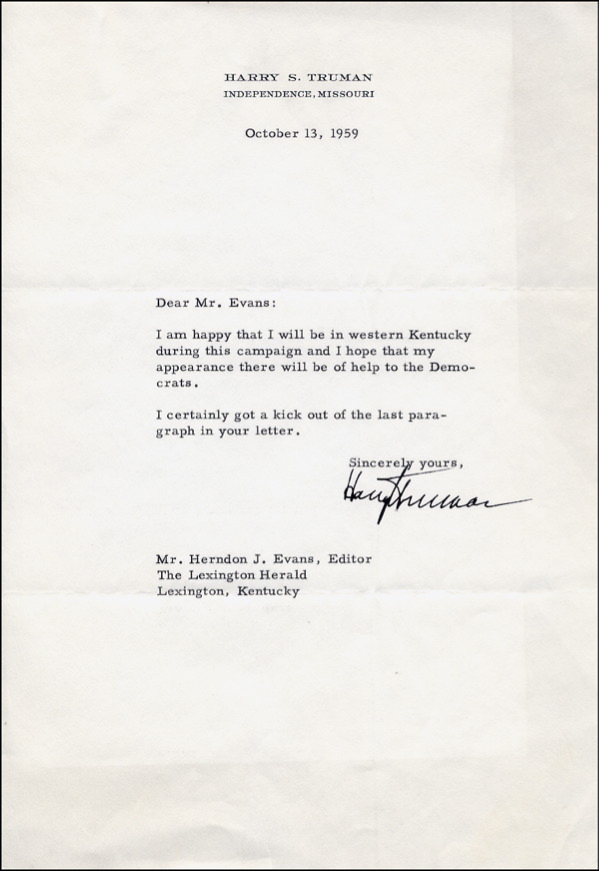 HARRY S. TRUMAN
INDEPENDENCE, MISSOURI
October 13, 1959
Dear Mr. Evans:
I am happy that I will be in western Kentucky
during this campaign and I hope that my
appearance there will be of help to the Demo-
crats.
I certainly got a kick out of the last para-
graph in your letter.
Sincerely yours,
Harry Truman
Mr. Herndon J. Evans, Editor
The Lexington Herald
Lexington, Kentucky